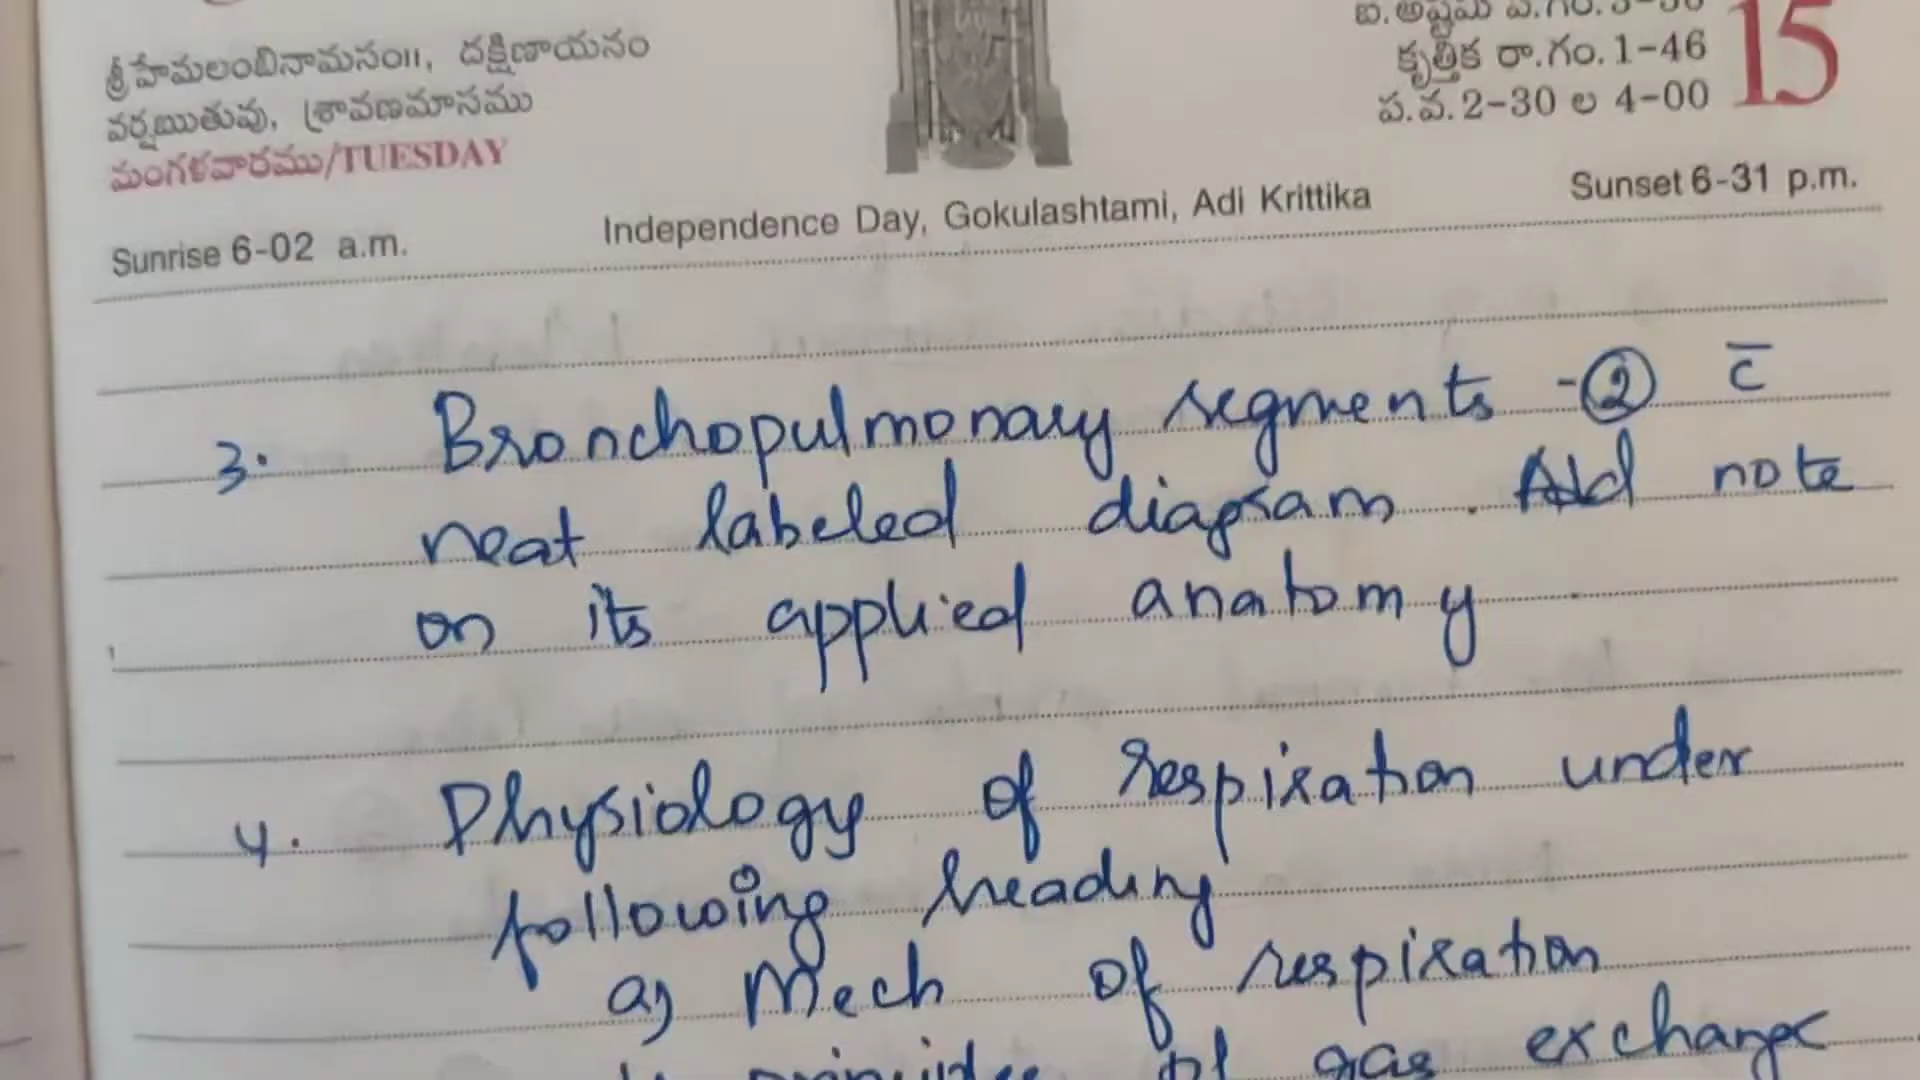 శ్రీహేమలంబినామసం॥, దక్షిణాయనం
వర్షఋతువు, శ్రావణమాసము
మంగళవారము/TUESDAY
కృత్తిక రా.గం. 1-46
ప.వ. 2-30 ల 4-00
15
Sunrise 6-02 a.m.
Independence Day, Gokulashtami, Adi Krittika
Sunset 6-31 p.m.
3. Bronchopulmonary segments - ② c̄
neat labeled diagram. Add note
on its applied anatomy
4. Physiology of respiration under
following heading
a) Mech of respiration
of gas exchange